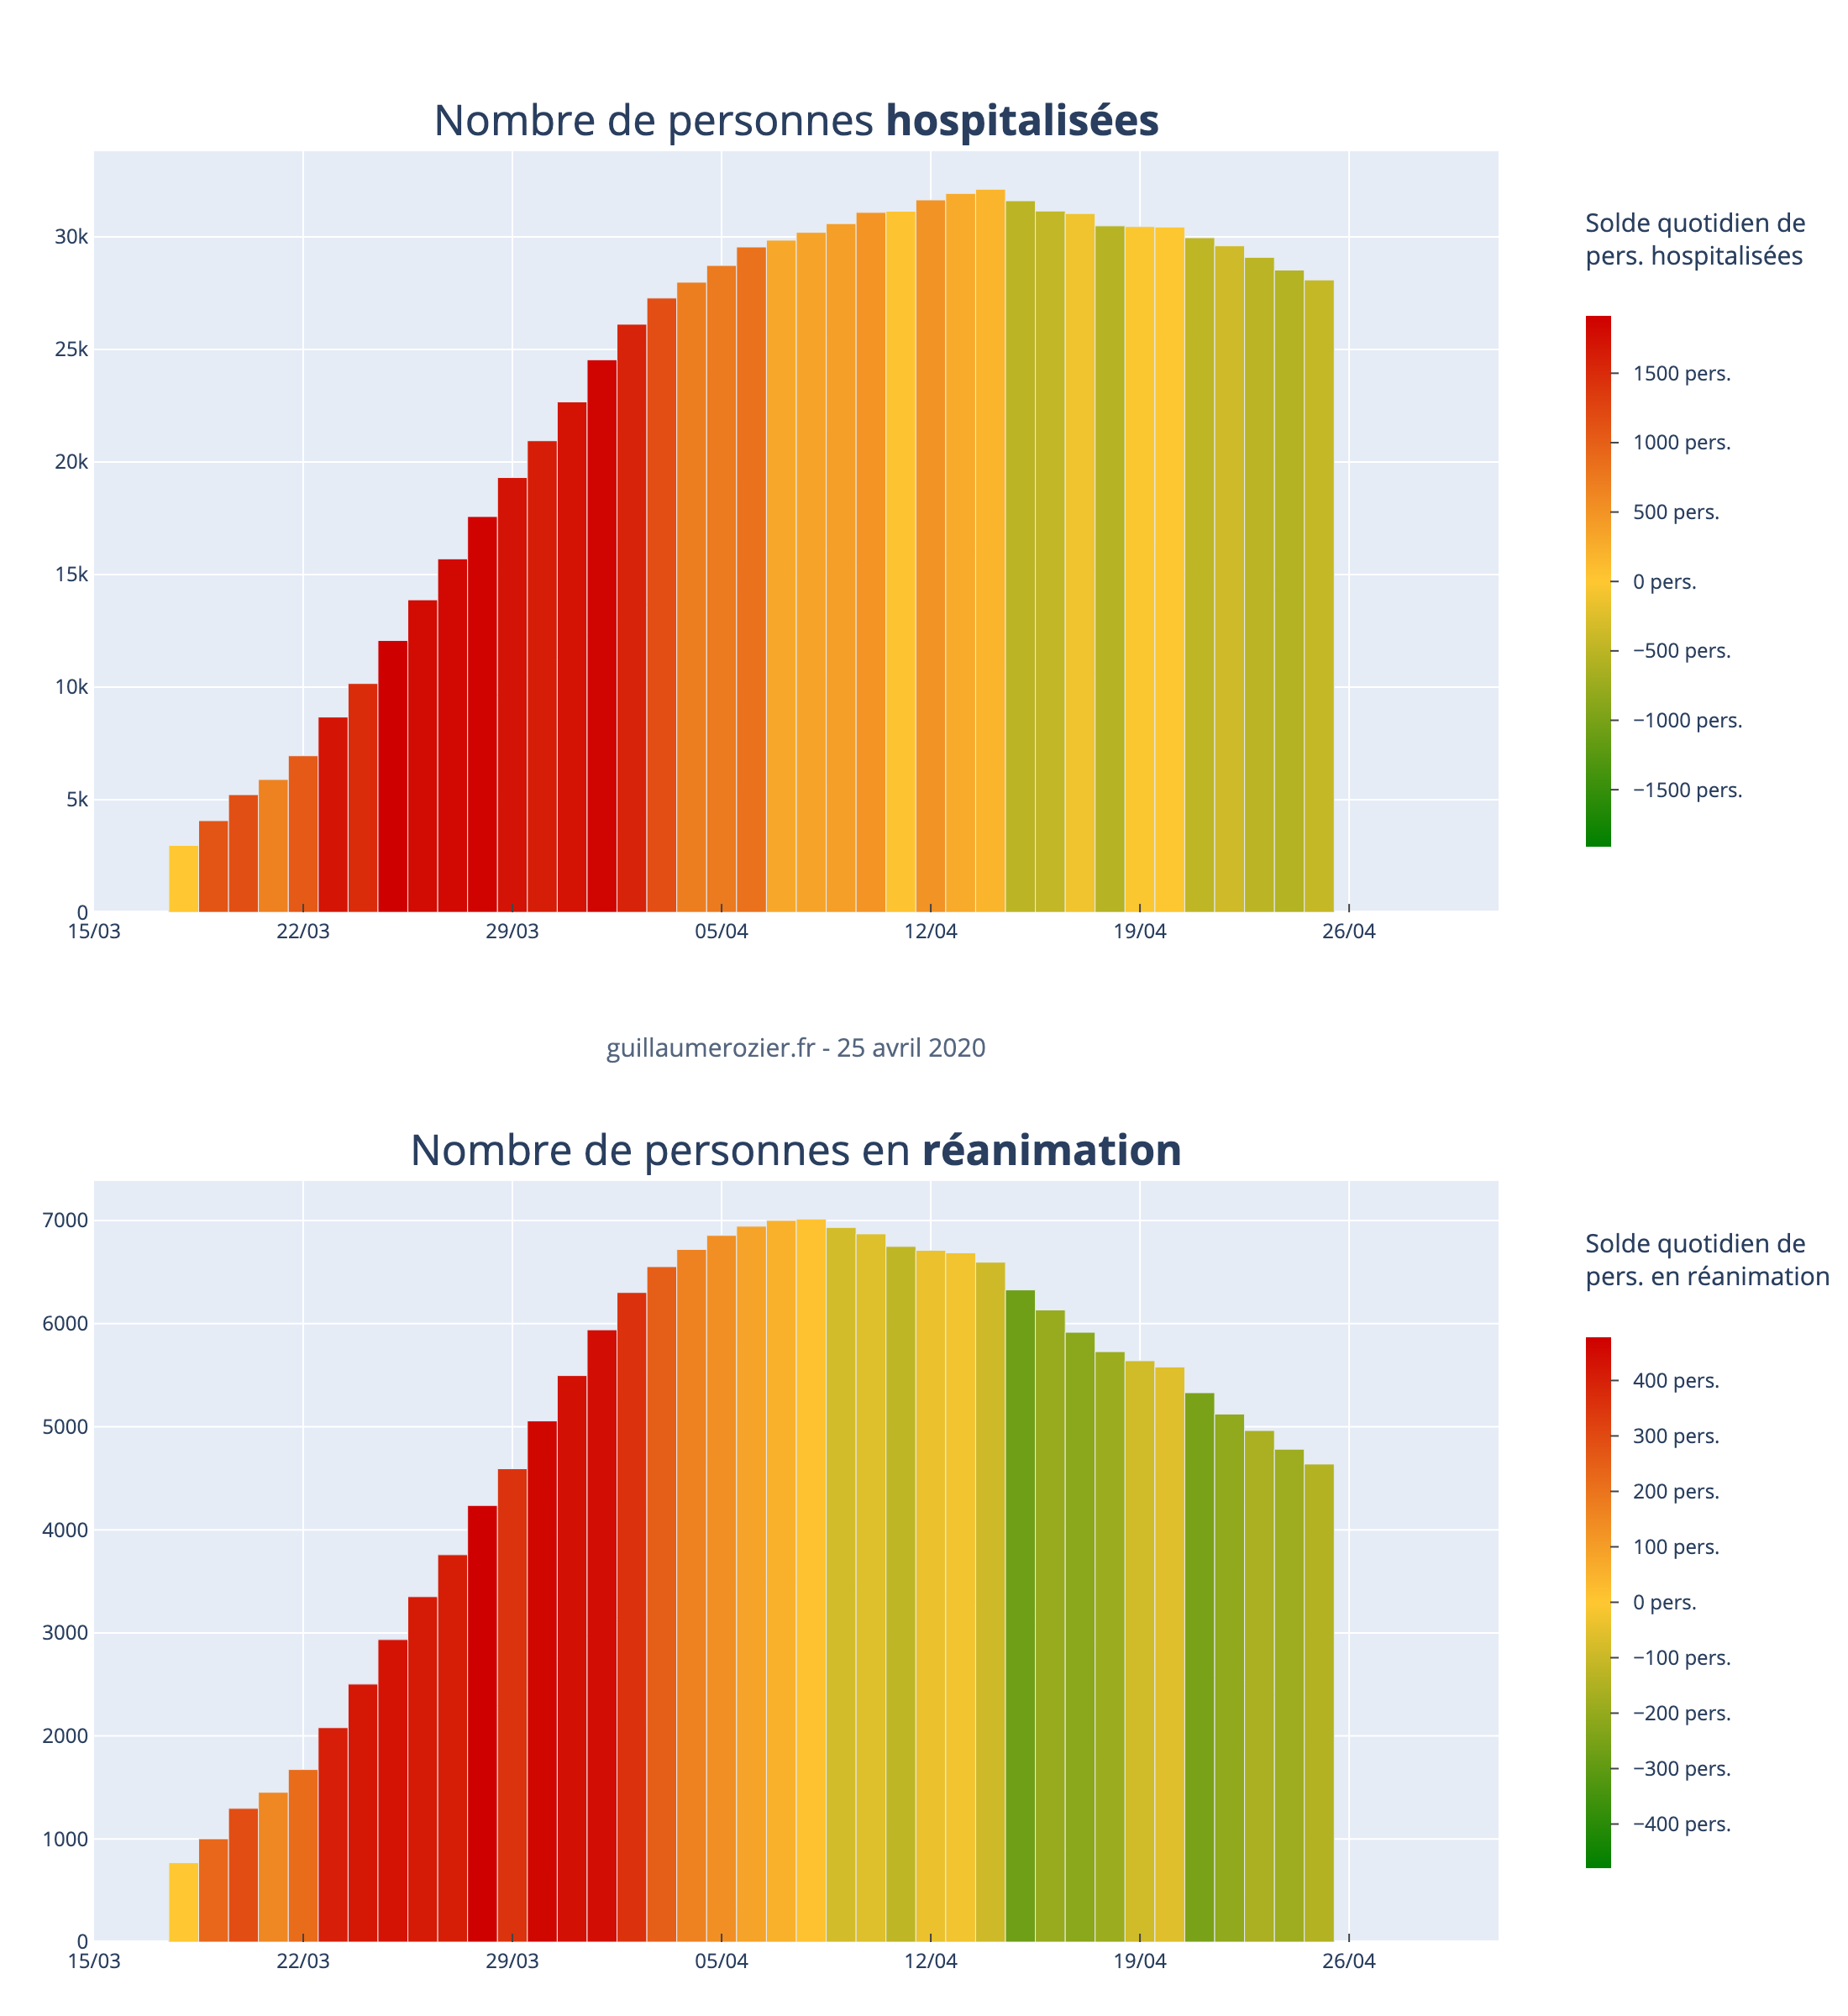 Nombre de personnes hospitalisées
30k
25k
20k
15k
10k
5k
0
15/03 22/03 29/03 05/04 12/04 19/04 26/04
Solde quotidien de
pers. hospitalisées
1500 pers.
1000 pers.
500 pers.
0 pers.
−500 pers.
−1000 pers.
−1500 pers.
guillaumerozier.fr - 25 avril 2020
Nombre de personnes en réanimation
7000
6000
5000
4000
3000
2000
1000
0
15/03 22/03 29/03 05/04 12/04 19/04 26/04
Solde quotidien de
pers. en réanimation
400 pers.
300 pers.
200 pers.
100 pers.
0 pers.
−100 pers.
−200 pers.
−300 pers.
−400 pers.